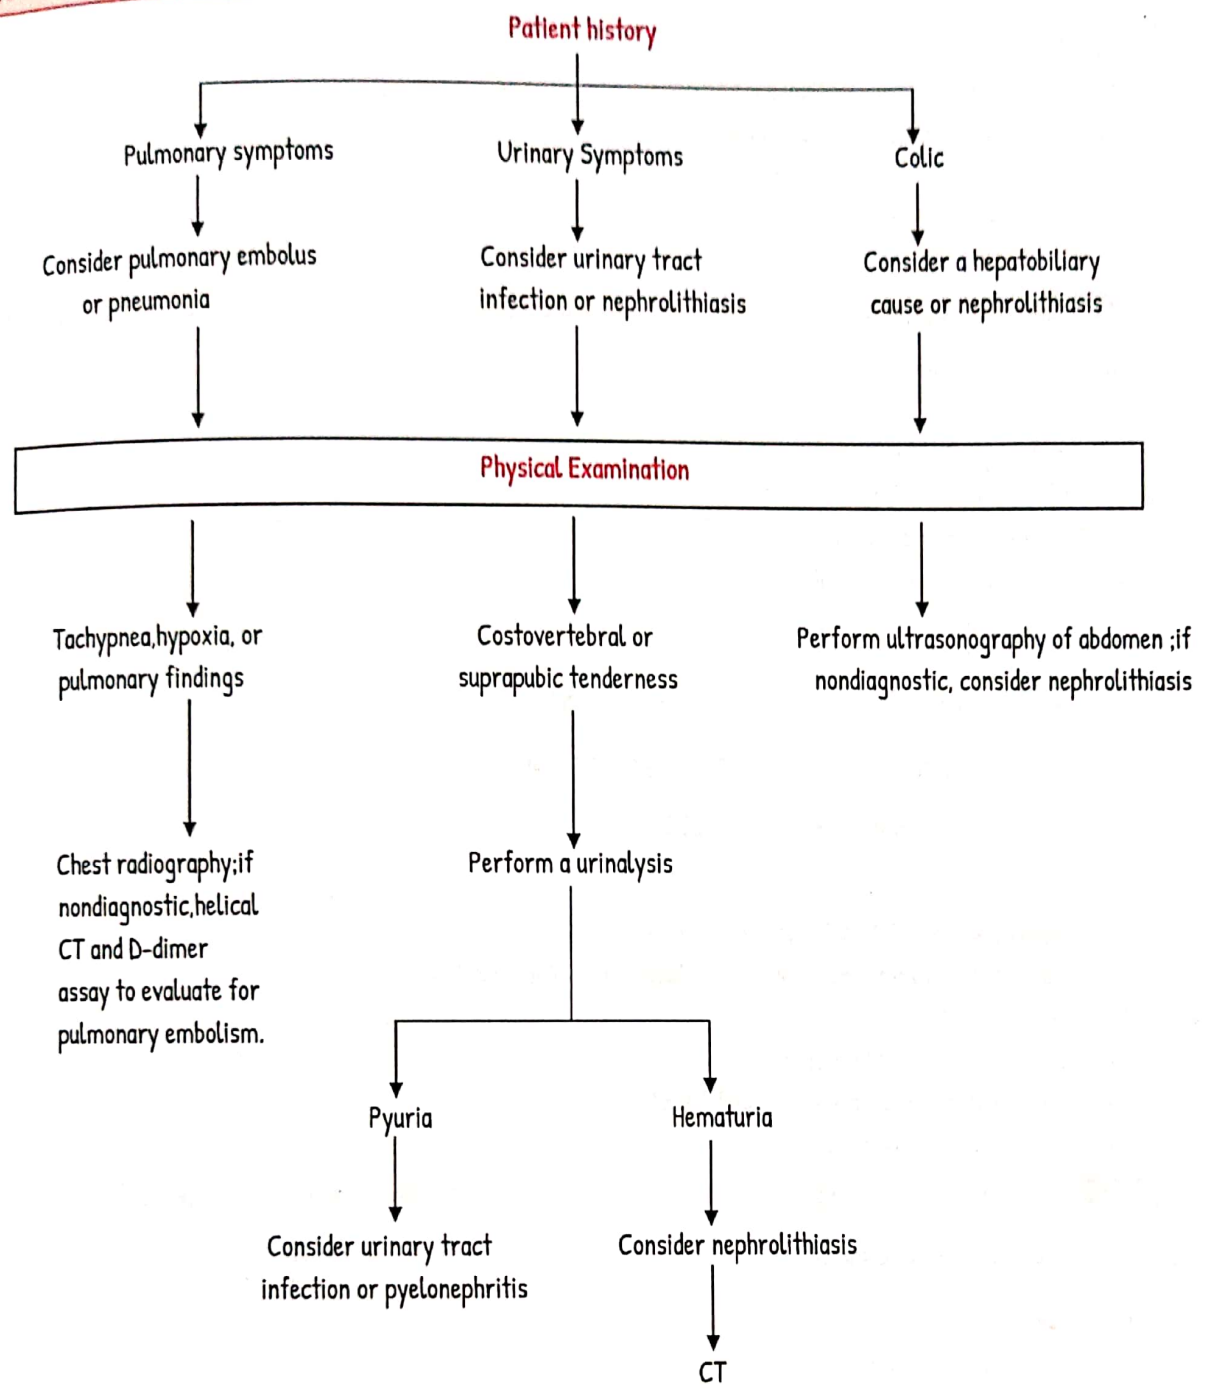 Patient history
Pulmonary symptoms
Urinary Symptoms
Colic
Consider pulmonary embolus
or pneumonia
Consider urinary tract
infection or nephrolithiasis
Consider a hepatobiliary
cause or nephrolithiasis
Physical Examination
Tachypnea,hypoxia, or
pulmonary findings
Costovertebral or
suprapubic tenderness
Perform ultrasonography of abdomen ;if
nondiagnostic, consider nephrolithiasis
Chest radiography;if
nondiagnostic,helical
CT and D-dimer
assay to evaluate for
pulmonary embolism.
Perform a urinalysis
Pyuria
Hematuria
Consider urinary tract
infection or pyelonephritis
Consider nephrolithiasis
CT